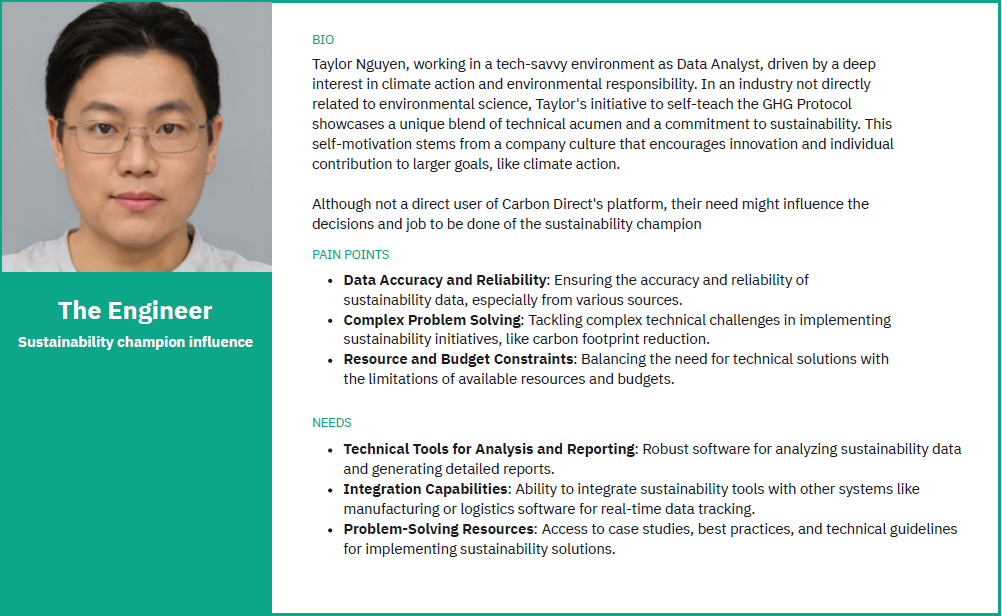 The Engineer
Sustainability champion influence
BIO
Taylor Nguyen, working in a tech-savvy environment as Data Analyst, driven by a deep
interest in climate action and environmental responsibility. In an industry not directly
related to environmental science, Taylor's initiative to self-teach the GHG Protocol
showcases a unique blend of technical acumen and a commitment to sustainability. This
self-motivation stems from a company culture that encourages innovation and individual
contribution to larger goals, like climate action.
Although not a direct user of Carbon Direct's platform, their need might influence the
decisions and job to be done of the sustainability champion
PAIN POINTS
• Data Accuracy and Reliability: Ensuring the accuracy and reliability of
sustainability data, especially from various sources.
• Complex Problem Solving: Tackling complex technical challenges in implementing
sustainability initiatives, like carbon footprint reduction.
• Resource and Budget Constraints: Balancing the need for technical solutions with
the limitations of available resources and budgets.
NEEDS
• Technical Tools for Analysis and Reporting: Robust software for analyzing sustainability data
and generating detailed reports.
• Integration Capabilities: Ability to integrate sustainability tools with other systems like
manufacturing or logistics software for real-time data tracking.
• Problem-Solving Resources: Access to case studies, best practices, and technical guidelines
for implementing sustainability solutions.